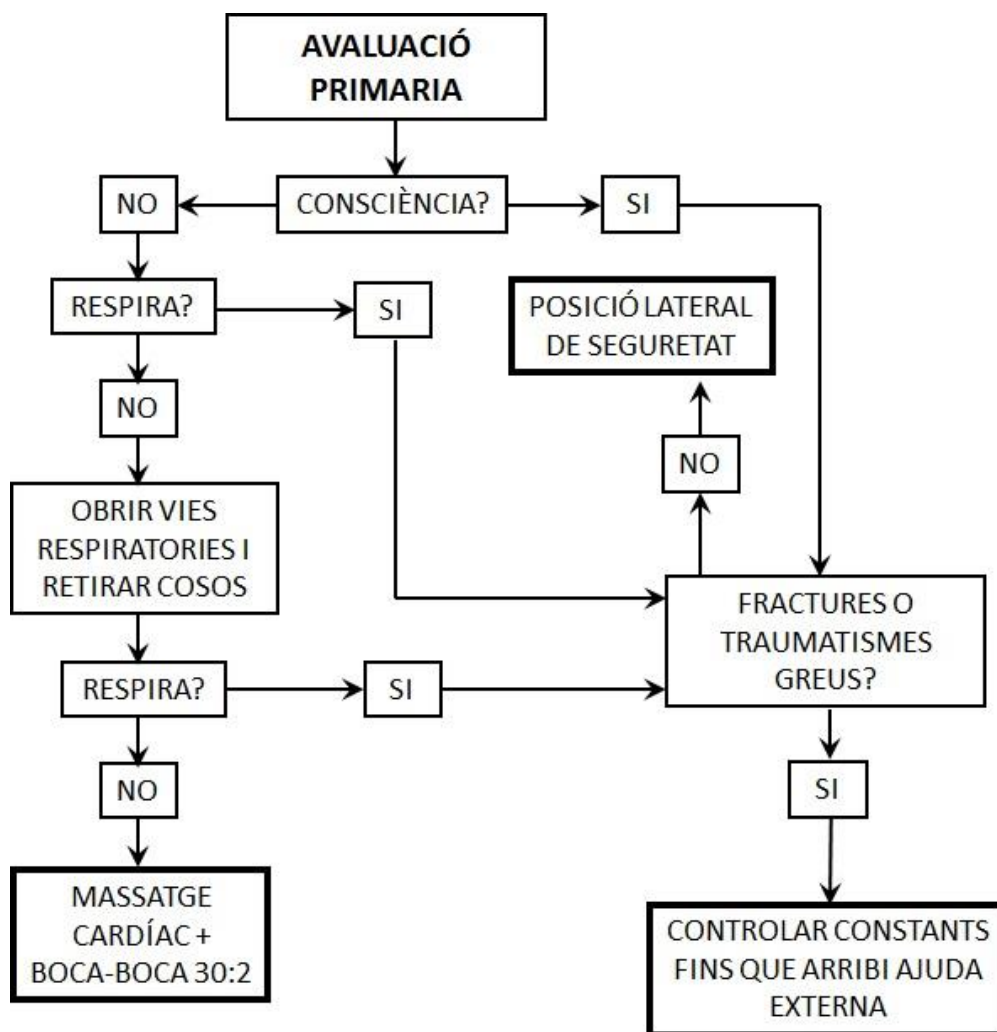 AVALUACIÓ
PRIMARIA
NO
CONSCIÈNCIA?
SI
RESPIRA?
SI
POSICIÓ LATERAL
DE SEGURETAT
NO
NO
OBRIR VIES
RESPIRATORIES I
RETIRAR COSOS
FRACTURES O
TRAUMATISMES
GREUS?
RESPIRA?
SI
NO
SI
MASSATGE
CARDÍAC +
BOCA-BOCA 30:2
CONTROLAR CONSTANTS
FINS QUE ARRIBI AJUDA
EXTERNA